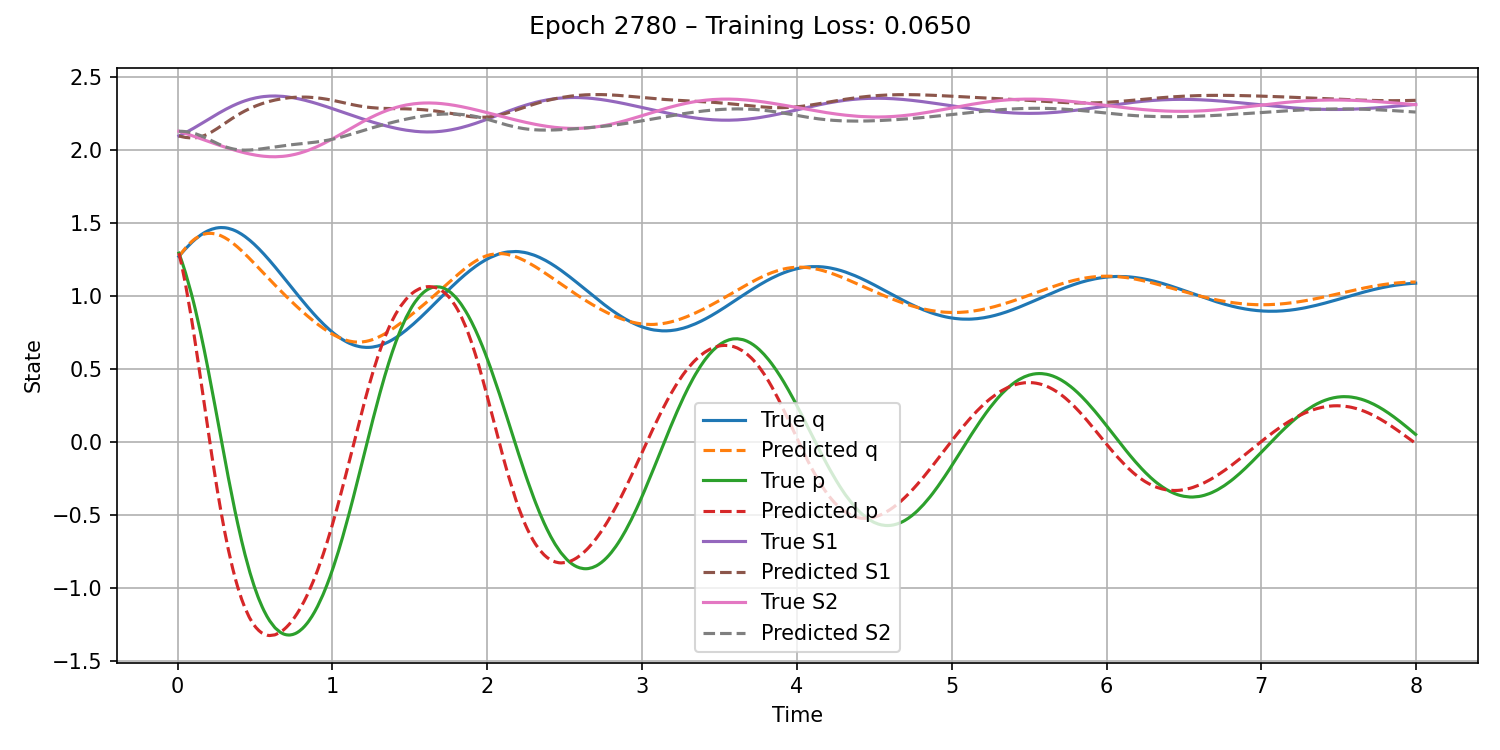 Epoch 2780 – Training Loss: 0.0650
2.5
2.0
1.5
1.0
0.5
0.0
−0.5
−1.0
−1.5
State
True q
Predicted q
True p
Predicted p
True S1
Predicted S1
True S2
Predicted S2
0 1 2 3 4 5 6 7 8
Time